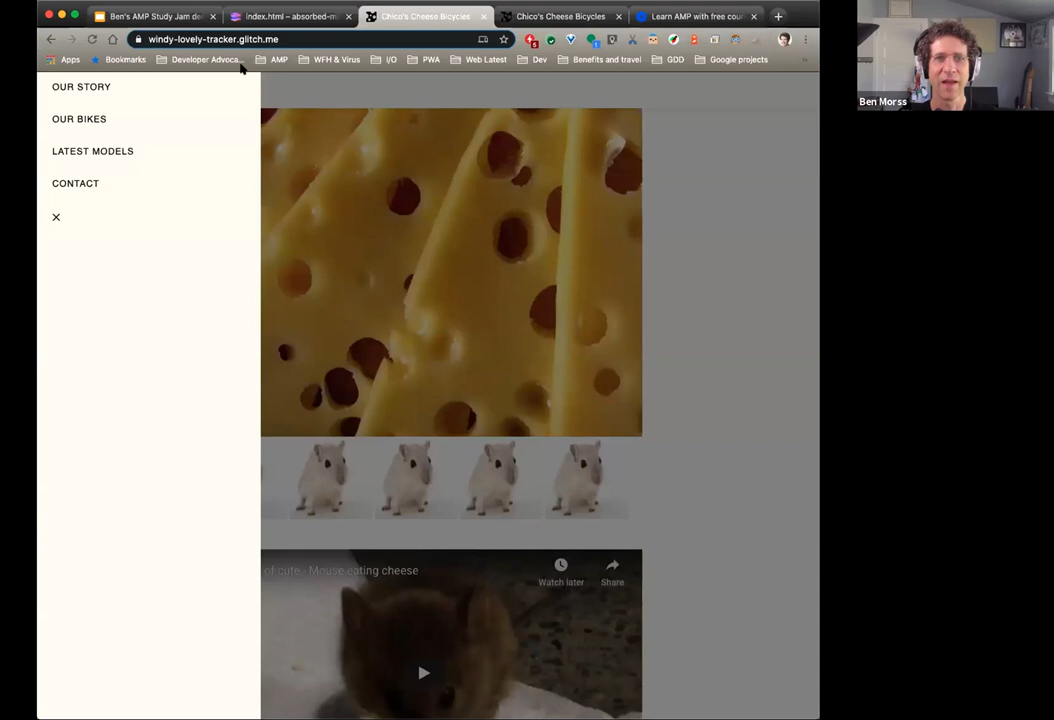 Ben's AMP Study Jam de
Index.html – absorbed-m
Chico's Cheese Bicycles
Chico's Cheese Bicycles
Learn AMP with free cou
windy-lovely-tracker.glitch.me
Apps
Bookmarks
Developer Advoca...
AMP
WFH & Virus
I/O
PWA
Web Latest
Dev
Benefits and travel
GDD
Google projects
Ben Morss
OUR STORY
OUR BIKES
LATEST MODELS
CONTACT
of cute - Mouse eating cheese
Watch later
Share